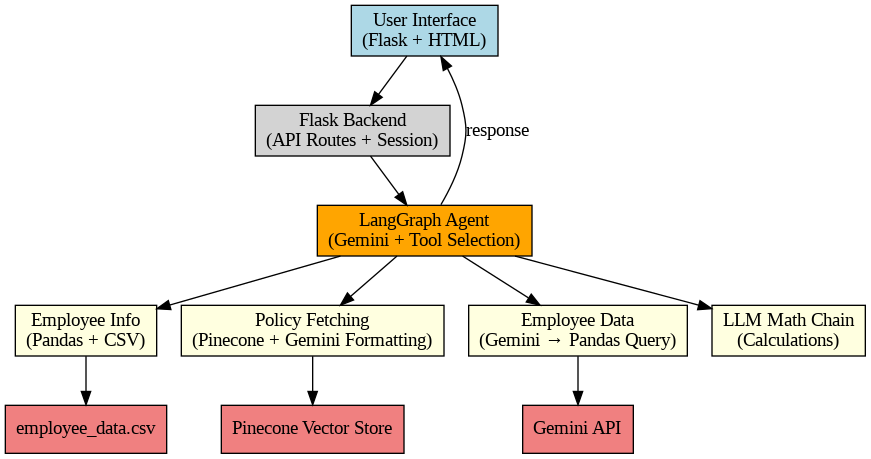 User Interface
(Flask + HTML)
Flask Backend
(API Routes + Session)
response
LangGraph Agent
(Gemini + Tool Selection)
Employee Info
(Pandas + CSV)
Policy Fetching
(Pinecone + Gemini Formatting)
Employee Data
(Gemini → Pandas Query)
LLM Math Chain
(Calculations)
employee_data.csv
Pinecone Vector Store
Gemini API